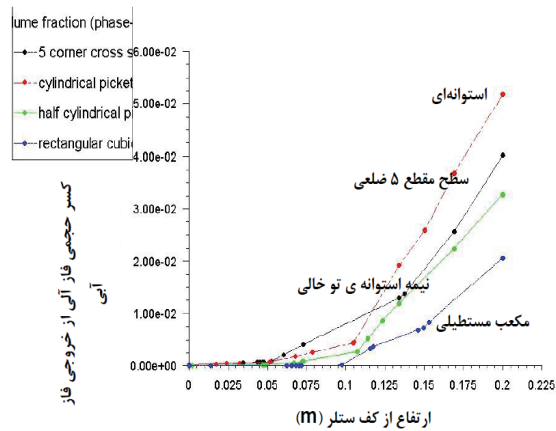 lume fraction (phase-
5 corner cross s
cylindrical picket
half cylindrical pi
rectangular cubi
6.00e-02
5.00e-02
4.00e-02
3.00e-02
2.00e-02
1.00e-02
0.00e+00
استوانه‌ای
سطح مقطع ۵ ضلعی
نیمه استوانه ی تو خالی
مکعب مستطیلی
0 0.025 0.05 0.075 0.1 0.125 0.15 0.175 0.2 0.22
ارتفاع از کف ستلر (m)
کسر حجمی فاز آلی از خروجی فاز
آبی